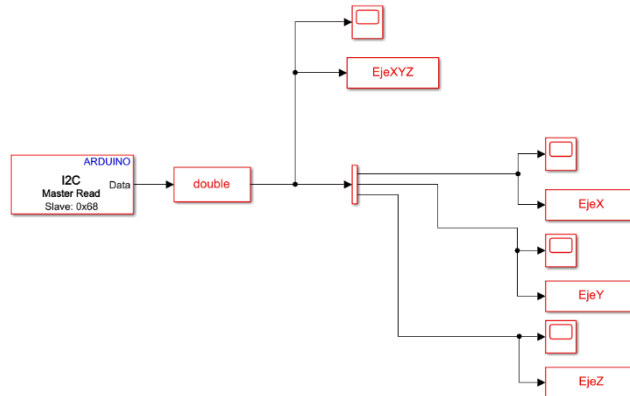 EjeXYZ
ARDUINO
I2C
Master Read
Slave: 0x68
Data
double
EjeX
EjeY
EjeZ